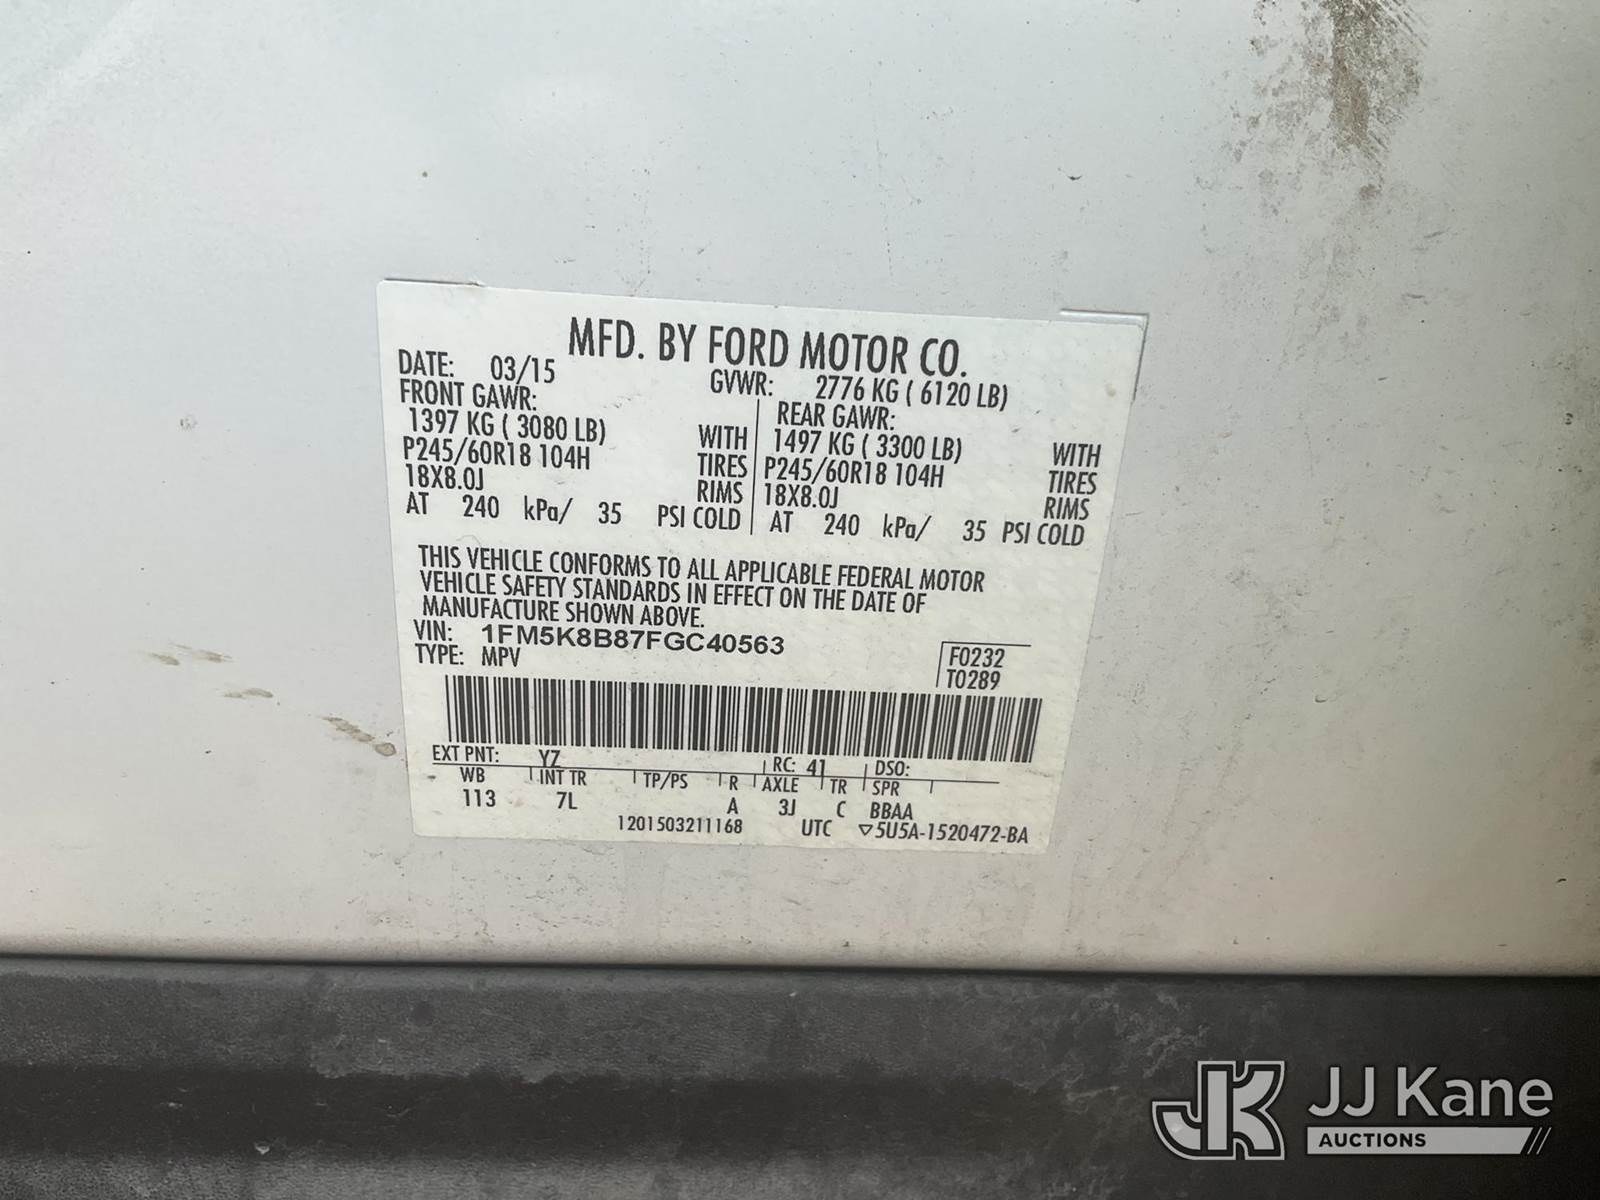 MFD. BY FORD MOTOR CO.
DATE: 03/15 GVWR: 2776 KG ( 6120 LB)
FRONT GAWR: REAR GAWR:
1397 KG ( 3080 LB) WITH 1497 KG ( 3300 LB) WITH
P245/60R18 104H TIRES P245/60R18 104H TIRES
18X8.0J RIMS 18X8.0J RIMS
AT 240 kPa/ 35 PSI COLD AT 240 kPa/ 35 PSI COLD
THIS VEHICLE CONFORMS TO ALL APPLICABLE FEDERAL MOTOR
VEHICLE SAFETY STANDARDS IN EFFECT ON THE DATE OF
MANUFACTURE SHOWN ABOVE.
VIN: 1FM5K8B87FGC40563
TYPE: MPV
F0232
T0289
EXT PNT: YZ RC: 41 DSO:
WB INT TR TP/PS R AXLE TR SPR
113 7L A 3J C BBAA
1201503211168 UTC ▽5U5A-1520472-BA
JK JJ Kane
AUCTIONS